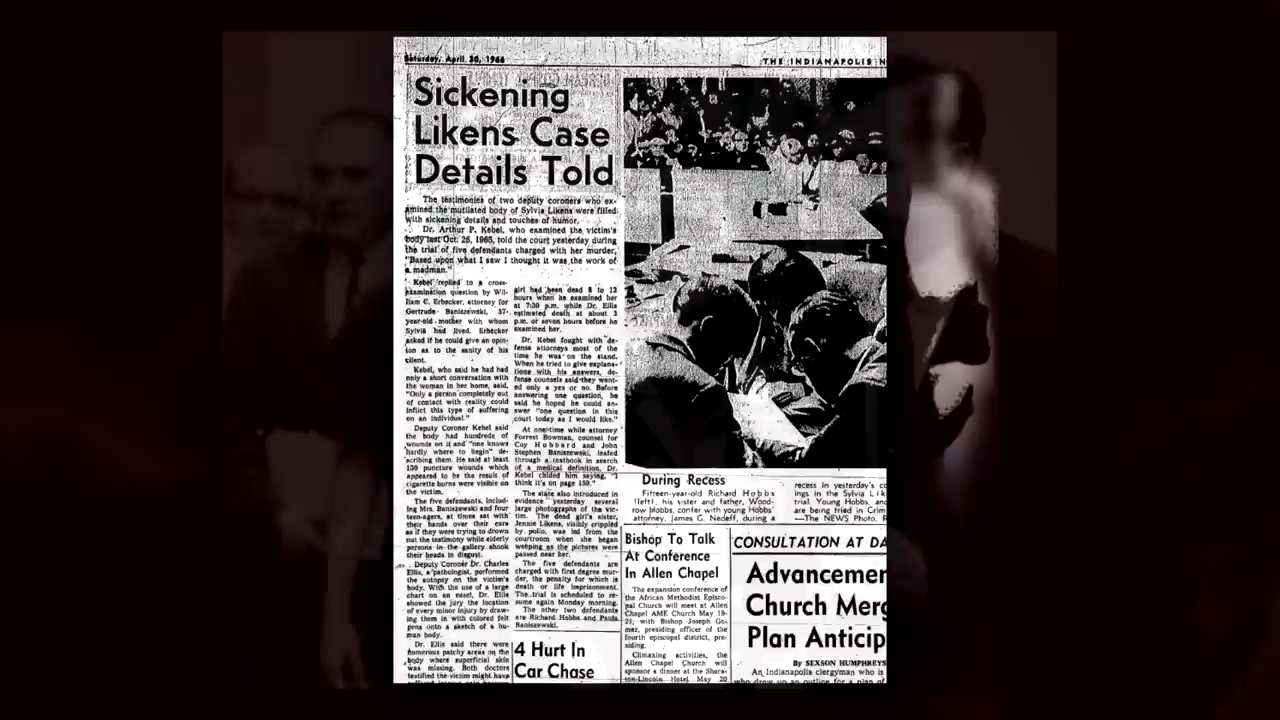 Saturday, April 30, 1966
THE INDIANAPOLIS N
Sickening
Likens Case
Details Told
The testimonies of two deputy coroners who ex-
amined the mutilated body of Sylvia Likens were filled
with sickening details and touches of humor.
Dr. Arthur P. Kebel, who examined the victim's
body last Oct. 26, 1965, told the court yesterday during
the trial of five defendants charged with her murder,
"Based upon what I saw I thought it was the work of
a madman."
Kebel replied to a cross-
examination question by Wil-
liam C. Erbecker, attorney for
Gertrude Baniszewski, 37-
year-old mother with whom
Sylvia had lived. Erbecker
asked if he could give an opin-
ion as to the sanity of his
client.
Kebel, who said he had had
only a short conversation with
the woman in her home, said,
"Only a person completely out
of contact with reality could
inflict this type of suffering
on an individual."
Deputy Coroner Kebel said
the body had hundreds of
wounds on it and "one knows
hardly where to begin" de-
scribing them. He said at least
150 puncture wounds which
appeared to be the result of
cigarette burns were visible on
the victim.
The five defendants, includ-
ing Mrs. Baniszewski and four
teen-agers, at times sat with
their hands over their ears
as if they were trying to drown
out the testimony while elderly
persons in the gallery shook
their heads in disgust.
Deputy Coroner Dr. Charles
Ellis, a pathologist, performed
the autopsy on the victim's
body. With the use of a large
chart on an easel, Dr. Ellis
showed the jury the location
of every minor injury by draw-
ing them in with colored felt
pens onto a sketch of a hu-
man body.
Dr. Ellis said there were
numerous patchy areas on the
body where superficial skin
was missing. Both doctors
testified the victim might have
girl had been dead 8 to 12
hours when he examined her
at 7:30 p.m. while Dr. Ellis
estimated death at about 3
p.m. or seven hours before he
examined her.
Dr. Kebel fought with de-
fense attorneys most of the
time he was on the stand.
When he tried to give explana-
tions with his answers, de-
fense counsels said they want-
ed only a yes or no. Before
answering one question, he
said he hoped he could an-
swer "one question in this
court today as I would like."
At one time while attorney
Forrest Bowman, counsel for
Coy Hubbard and John
Stephen Baniszewski, leafed
through a textbook in search
of a medical definition, Dr.
Kebel chided him saying, "I
think it's on page 150."
The state also introduced in
evidence yesterday several
large photographs of the vic-
tim. The dead girl's sister,
Jennie Likens, visibly crippled
by polio, was led from the
courtroom when she began
weeping as the pictures were
passed near her.
The five defendants are
charged with first degree mur-
der, the penalty for which is
death or life imprisonment.
The trial is scheduled to re-
sume again Monday morning.
The other two defendants
are Richard Hobbs and Paula
Baniszewski.
4 Hurt In
Car Chase
During Recess
Fifteen-year-old Richard Hobbs
(left), his sister and father, Wood-
row Hobbs, confer with young Hobbs'
attorney, James G. Nedeff, during a
recess in yesterday's co
ings in the Sylvia Lik
trial. Young Hobbs, and
are being tried in Crim
—The NEWS Photo, R
Bishop To Talk
At Conference
In Allen Chapel
The expansion conference of
the African Methodist Episco-
pal Church will meet at Allen
Chapel AME Church May 19-
21, with Bishop Joseph Go-
mez, presiding officer of the
fourth episcopal district, pre-
siding.
Climaxing activities, the
Allen Chapel Church will
sponsor a dinner at the Shera-
ton-Lincoln Hotel May 20
CONSULTATION AT DA
Advancemen
Church Merg
Plan Anticip
By SEXSON HUMPHREYS
An Indianapolis clergyman who is
who drew up an outline for a plan of